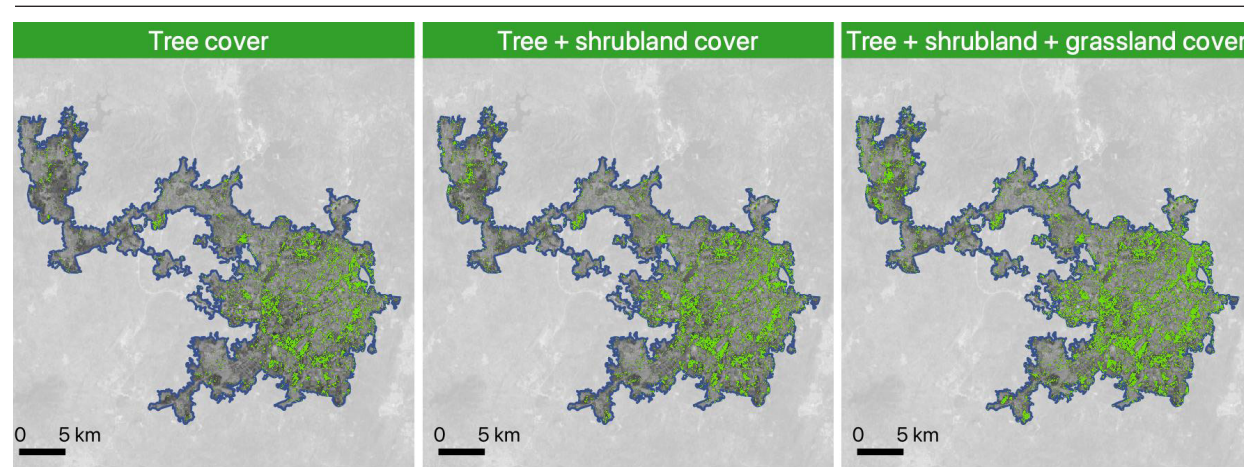 Tree cover
Tree + shrubland cover
Tree + shrubland + grassland cover
0 5 km
0 5 km
0 5 km